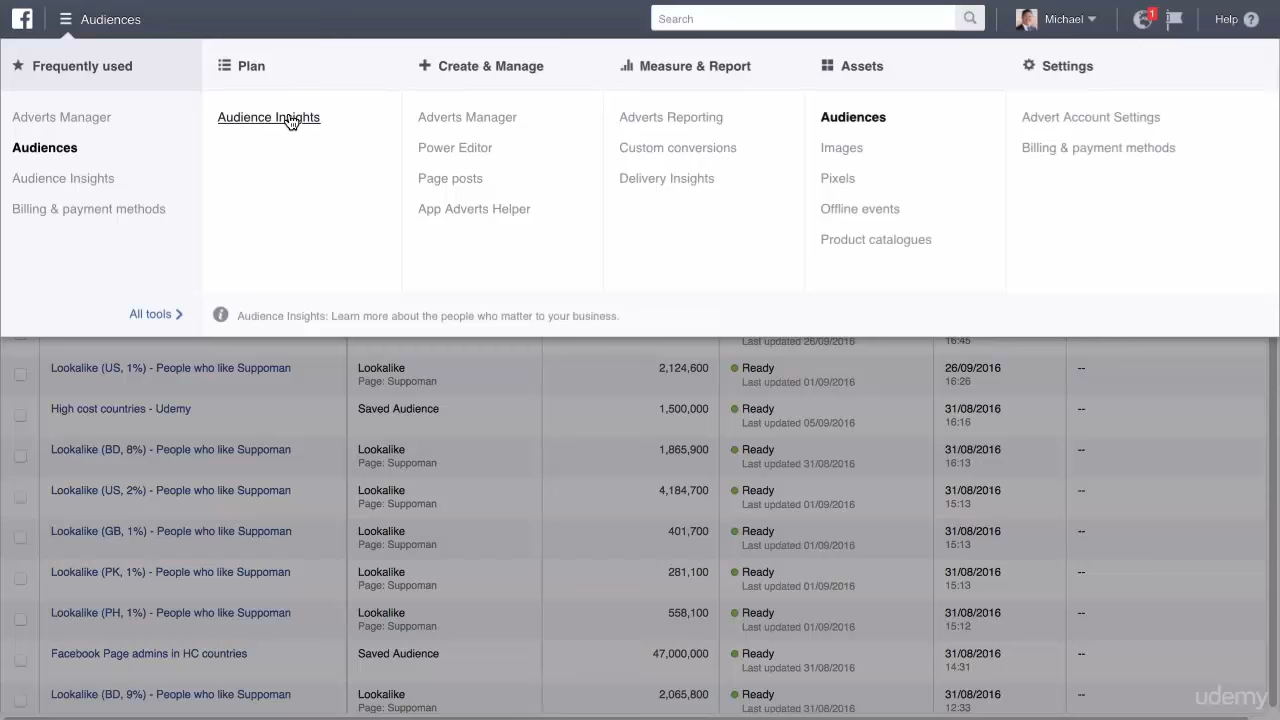 Audiences
Search
Michael
1
Help
Frequently used
Plan
Create & Manage
Measure & Report
Assets
Settings
Adverts Manager
Audiences
Audience Insights
Billing & payment methods
All tools
Audience Insights
Adverts Manager
Power Editor
Page posts
App Adverts Helper
Adverts Reporting
Custom conversions
Delivery Insights
Audiences
Images
Pixels
Offline events
Product catalogues
Advert Account Settings
Billing & payment methods
Audience Insights: Learn more about the people who matter to your business.
Last updated 26/09/2016 16:45
Lookalike (US, 1%) - People who like Suppoman Lookalike 2,124,600 Ready 26/09/2016 --
Page: Suppoman Last updated 01/09/2016 16:26
High cost countries - Udemy Saved Audience 1,500,000 Ready 31/08/2016 --
Last updated 05/09/2016 16:16
Lookalike (BD, 8%) - People who like Suppoman Lookalike 1,865,900 Ready 31/08/2016 --
Page: Suppoman Last updated 31/08/2016 16:13
Lookalike (US, 2%) - People who like Suppoman Lookalike 4,184,700 Ready 31/08/2016 --
Page: Suppoman Last updated 01/09/2016 15:13
Lookalike (GB, 1%) - People who like Suppoman Lookalike 401,700 Ready 31/08/2016 --
Page: Suppoman Last updated 01/09/2016 15:13
Lookalike (PK, 1%) - People who like Suppoman Lookalike 281,100 Ready 31/08/2016 --
Page: Suppoman Last updated 01/09/2016 15:13
Lookalike (PH, 1%) - People who like Suppoman Lookalike 558,100 Ready 31/08/2016 --
Page: Suppoman Last updated 01/09/2016 15:12
Facebook Page admins in HC countries Saved Audience 47,000,000 Ready 31/08/2016 --
Last updated 31/08/2016 14:31
Lookalike (BD, 9%) - People who like Suppoman Lookalike 2,065,800 Ready 31/08/2016 --
Page: Suppoman Last updated 31/08/2016 12:33
udemy